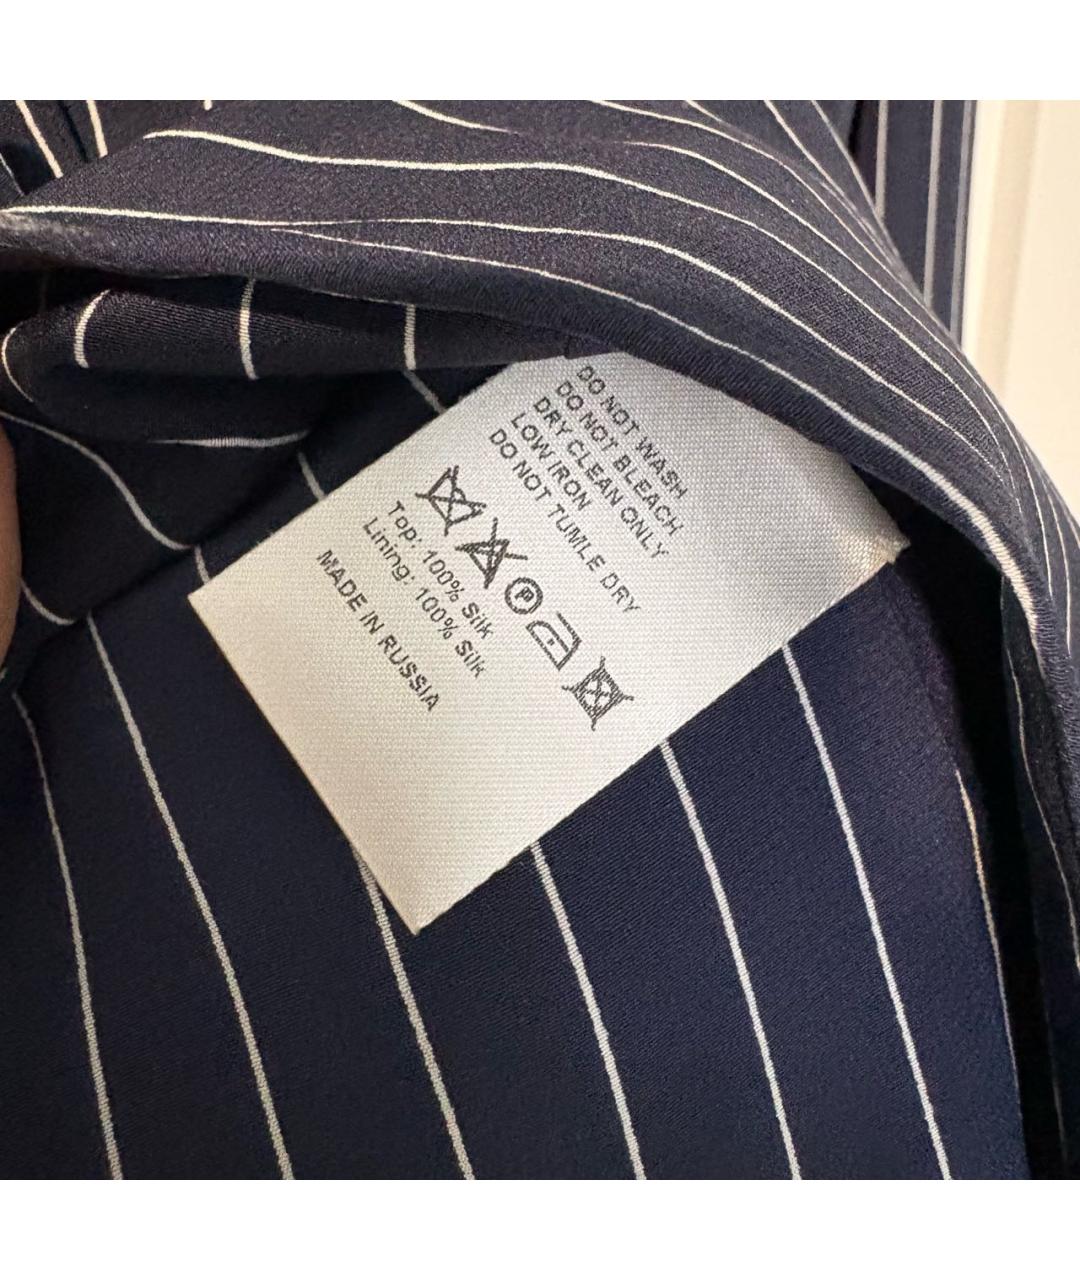 DO NOT WASH
DO NOT BLEACH
DRY CLEAN ONLY
LOW IRON
DO NOT TUMLE DRY
P
Top: 100% Silk
Lining: 100% Silk
MADE IN RUSSIA